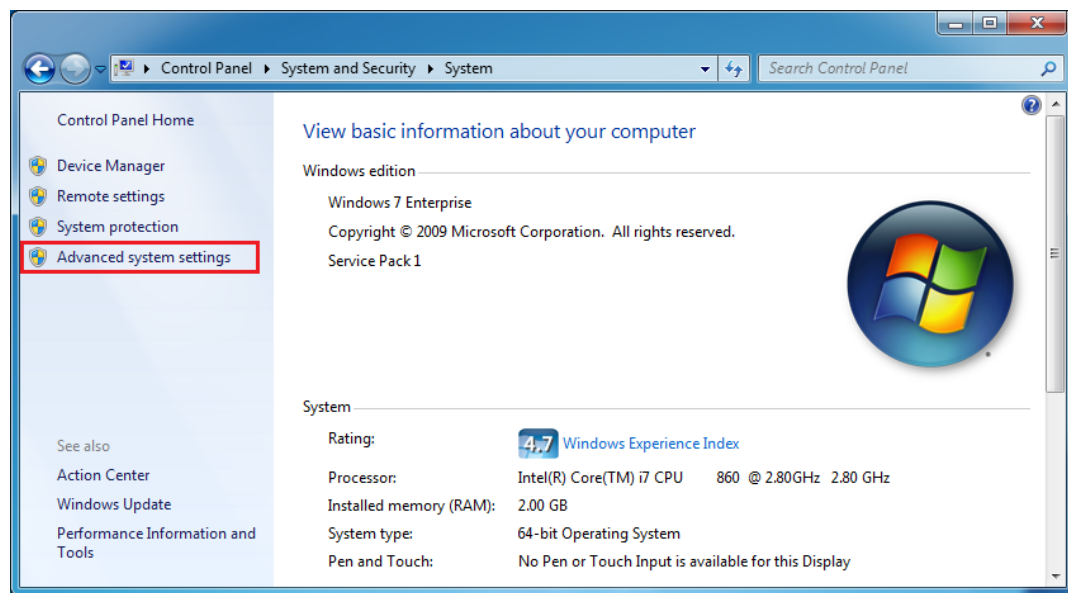 Control Panel System and Security System
Search Control Panel
Control Panel Home
Device Manager
Remote settings
System protection
Advanced system settings
See also
Action Center
Windows Update
Performance Information and
Tools
View basic information about your computer
Windows edition
Windows 7 Enterprise
Copyright © 2009 Microsoft Corporation. All rights reserved.
Service Pack 1
System
Rating: 4.7 Windows Experience Index
Processor: Intel(R) Core(TM) i7 CPU 860 @ 2.80GHz 2.80 GHz
Installed memory (RAM): 2.00 GB
System type: 64-bit Operating System
Pen and Touch: No Pen or Touch Input is available for this Display